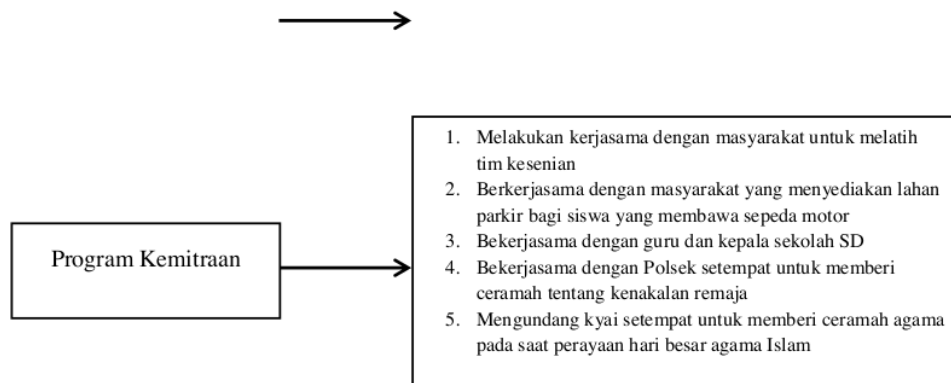 Program Kemitraan
1. Melakukan kerjasama dengan masyarakat untuk melatih
tim kesenian
2. Berkerjasama dengan masyarakat yang menyediakan lahan
parkir bagi siswa yang membawa sepeda motor
3. Bekerjasama dengan guru dan kepala sekolah SD
4. Bekerjasama dengan Polsek setempat untuk memberi
ceramah tentang kenakalan remaja
5. Mengundang kyai setempat untuk memberi ceramah agama
pada saat perayaan hari besar agama Islam